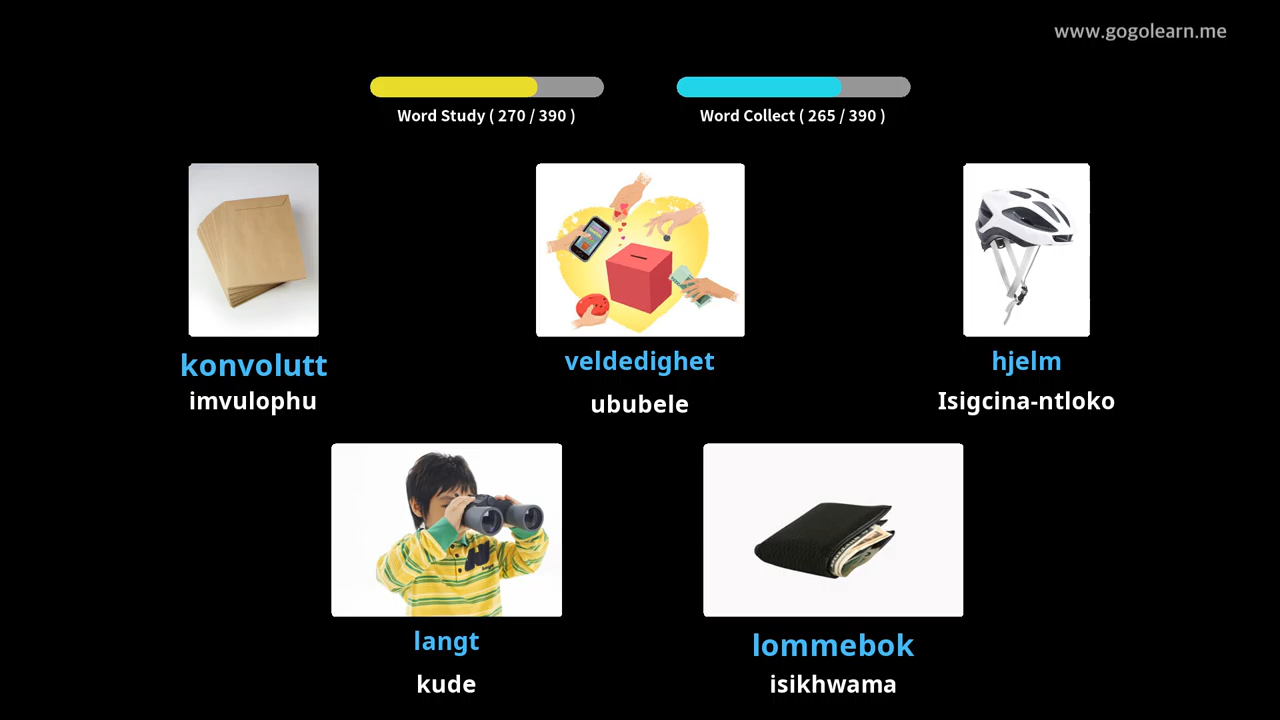 www.gogolearn.me
Word Study ( 270 / 390 )
Word Collect ( 265 / 390 )
konvolutt
veldedighet
hjelm
imvulophu
ububele
Isigcina-ntloko
langt
lommebok
kude
isikhwama